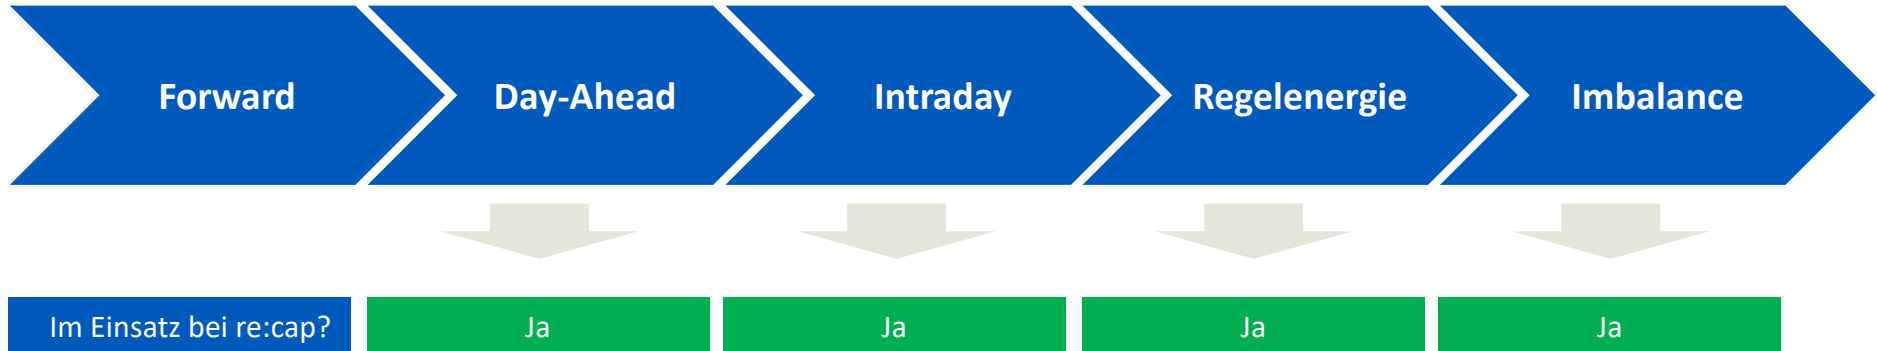 Forward
Day-Ahead
Intraday
Regelenergie
Imbalance
Im Einsatz bei re:cap?
Ja
Ja
Ja
Ja